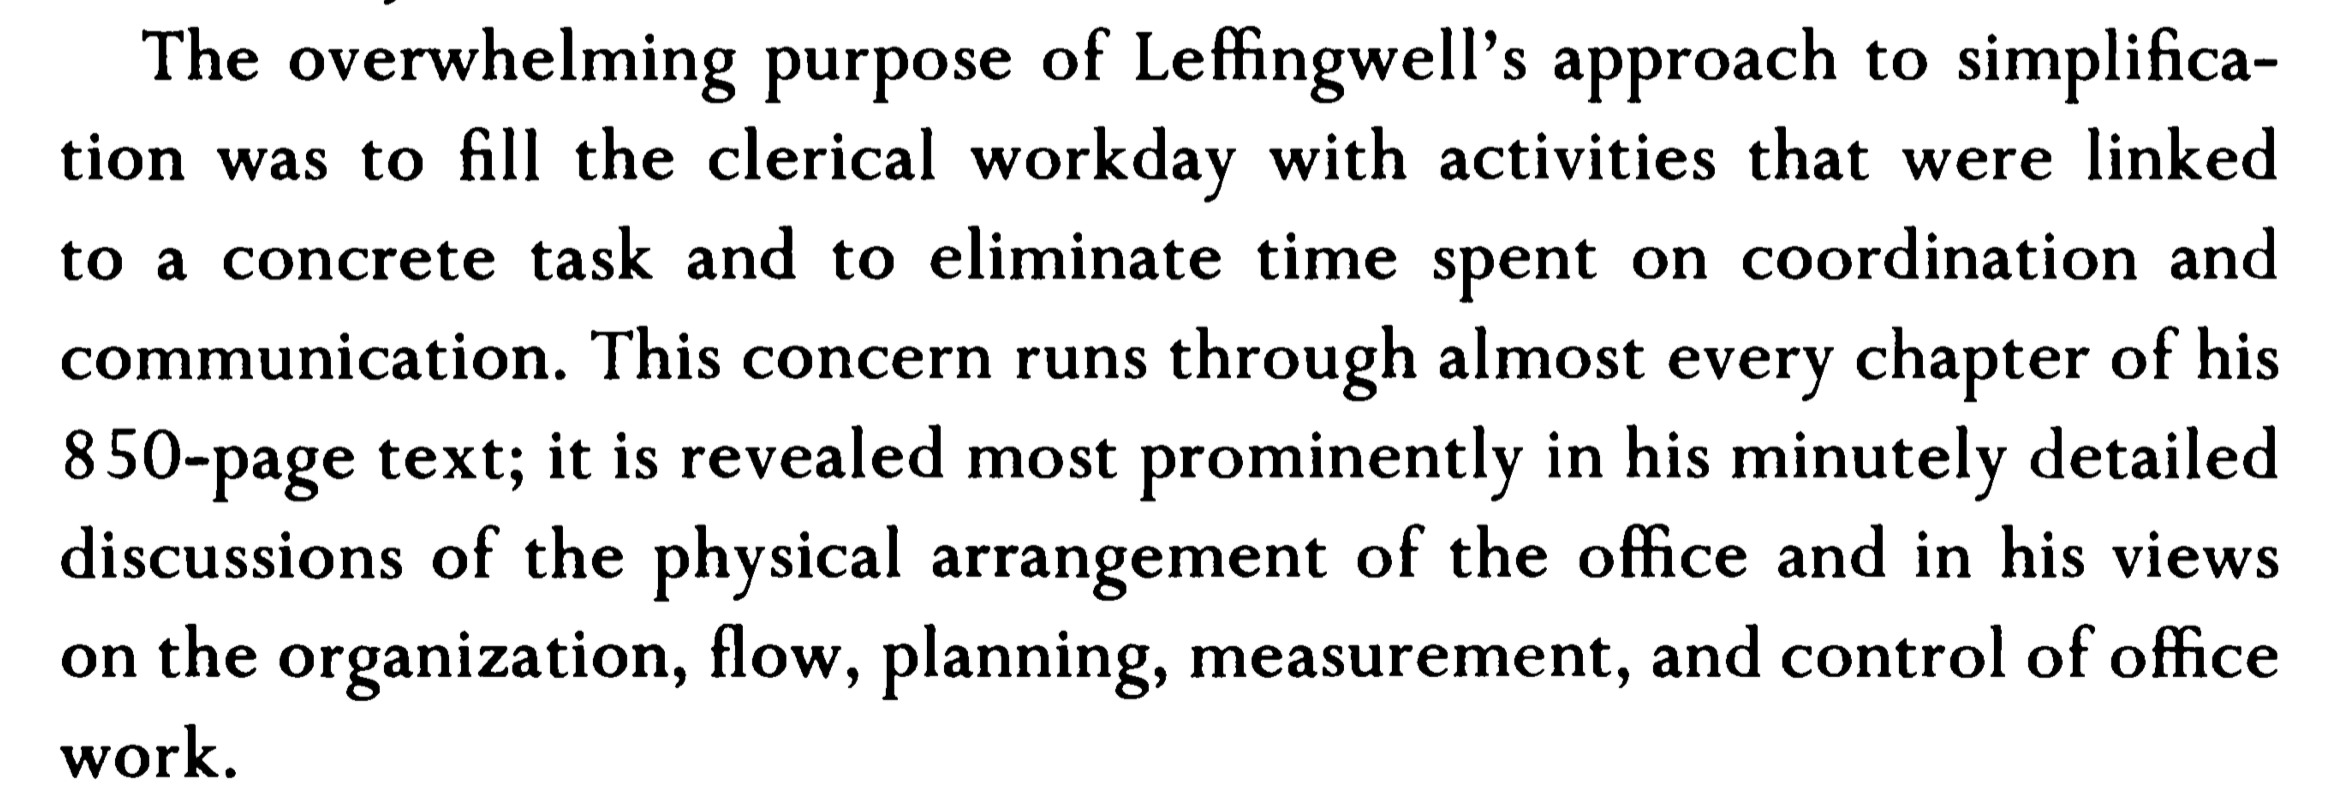 The overwhelming purpose of Leffingwell's approach to simplifica-
tion was to fill the clerical workday with activities that were linked
to a concrete task and to eliminate time spent on coordination and
communication. This concern runs through almost every chapter of his
850-page text; it is revealed most prominently in his minutely detailed
discussions of the physical arrangement of the office and in his views
on the organization, flow, planning, measurement, and control of office
work.